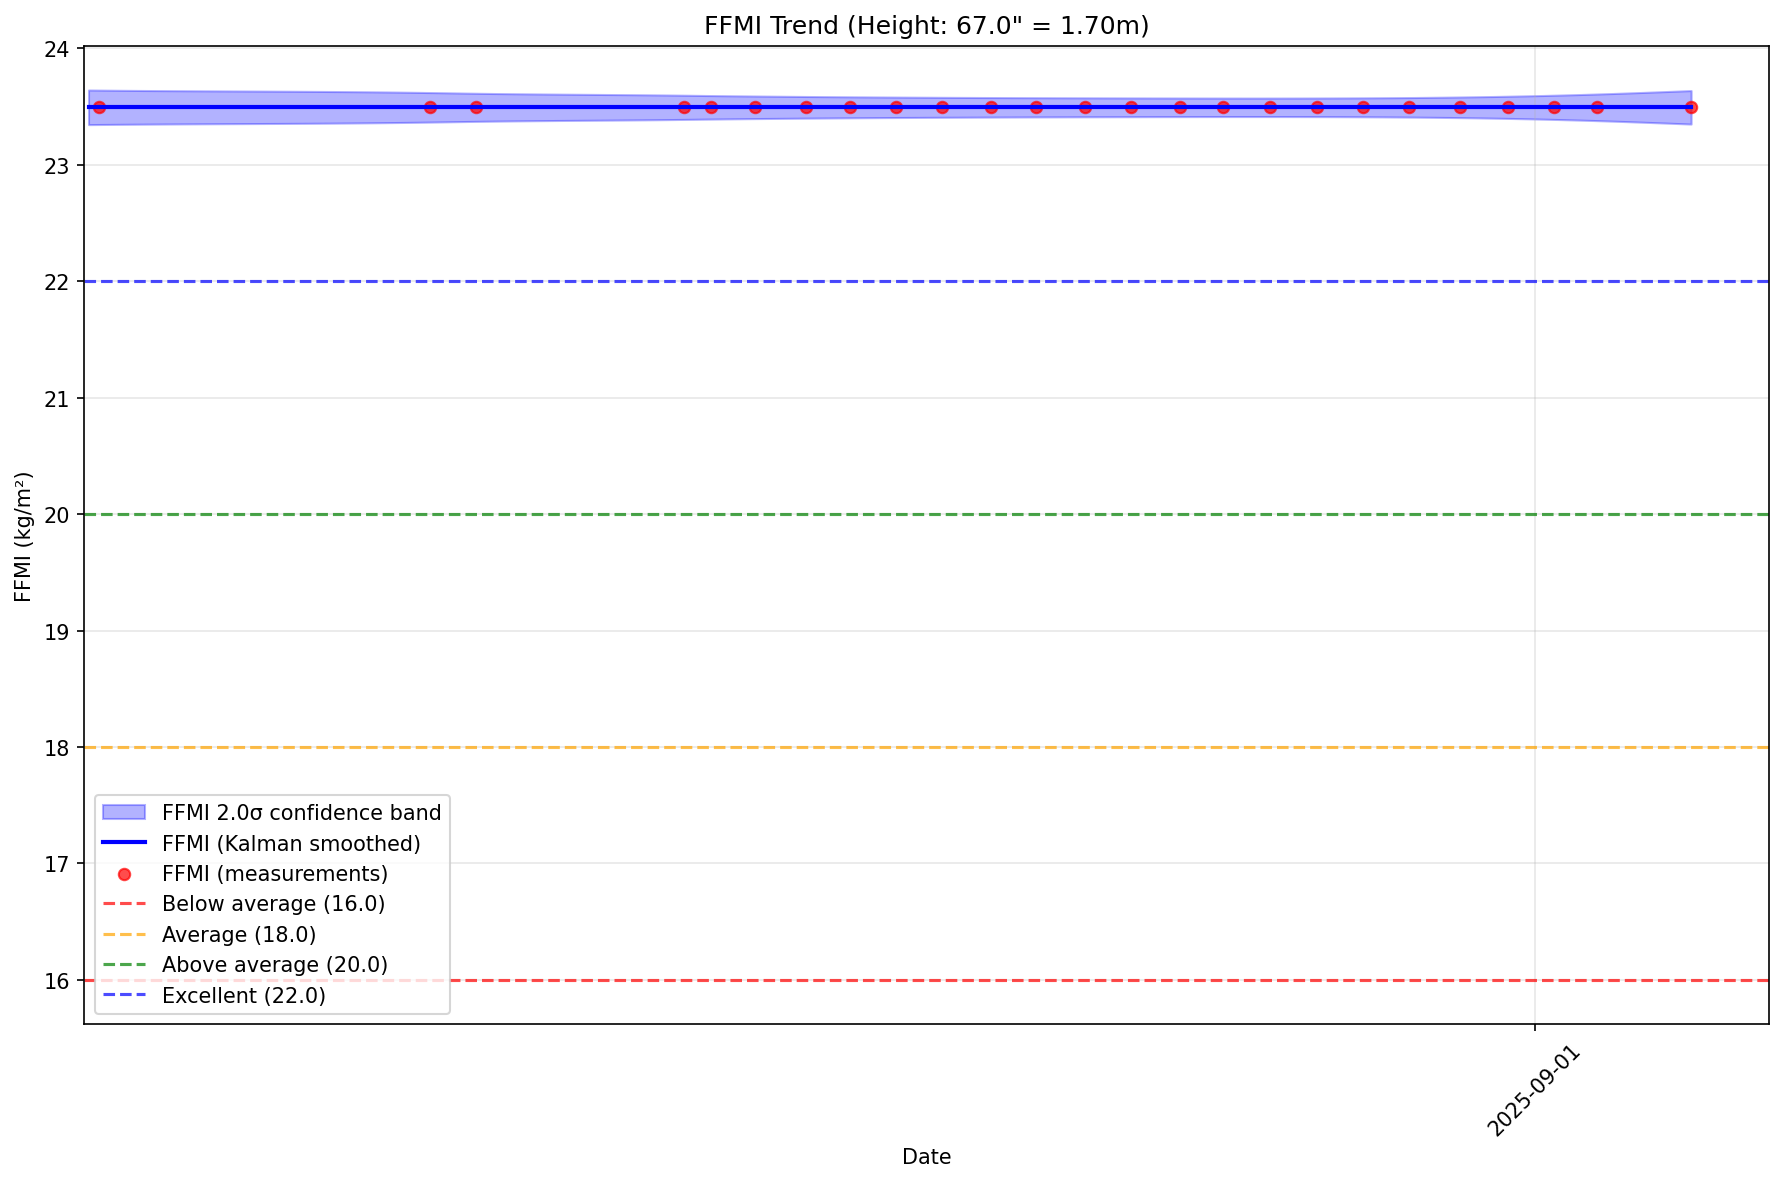 FFMI Trend (Height: 67.0" = 1.70m)
24
23
22
21
20
19
18
17
16
FFMI (kg/m²)
FFMI 2.0σ confidence band
FFMI (Kalman smoothed)
FFMI (measurements)
Below average (16.0)
Average (18.0)
Above average (20.0)
Excellent (22.0)
2025-09-01
Date